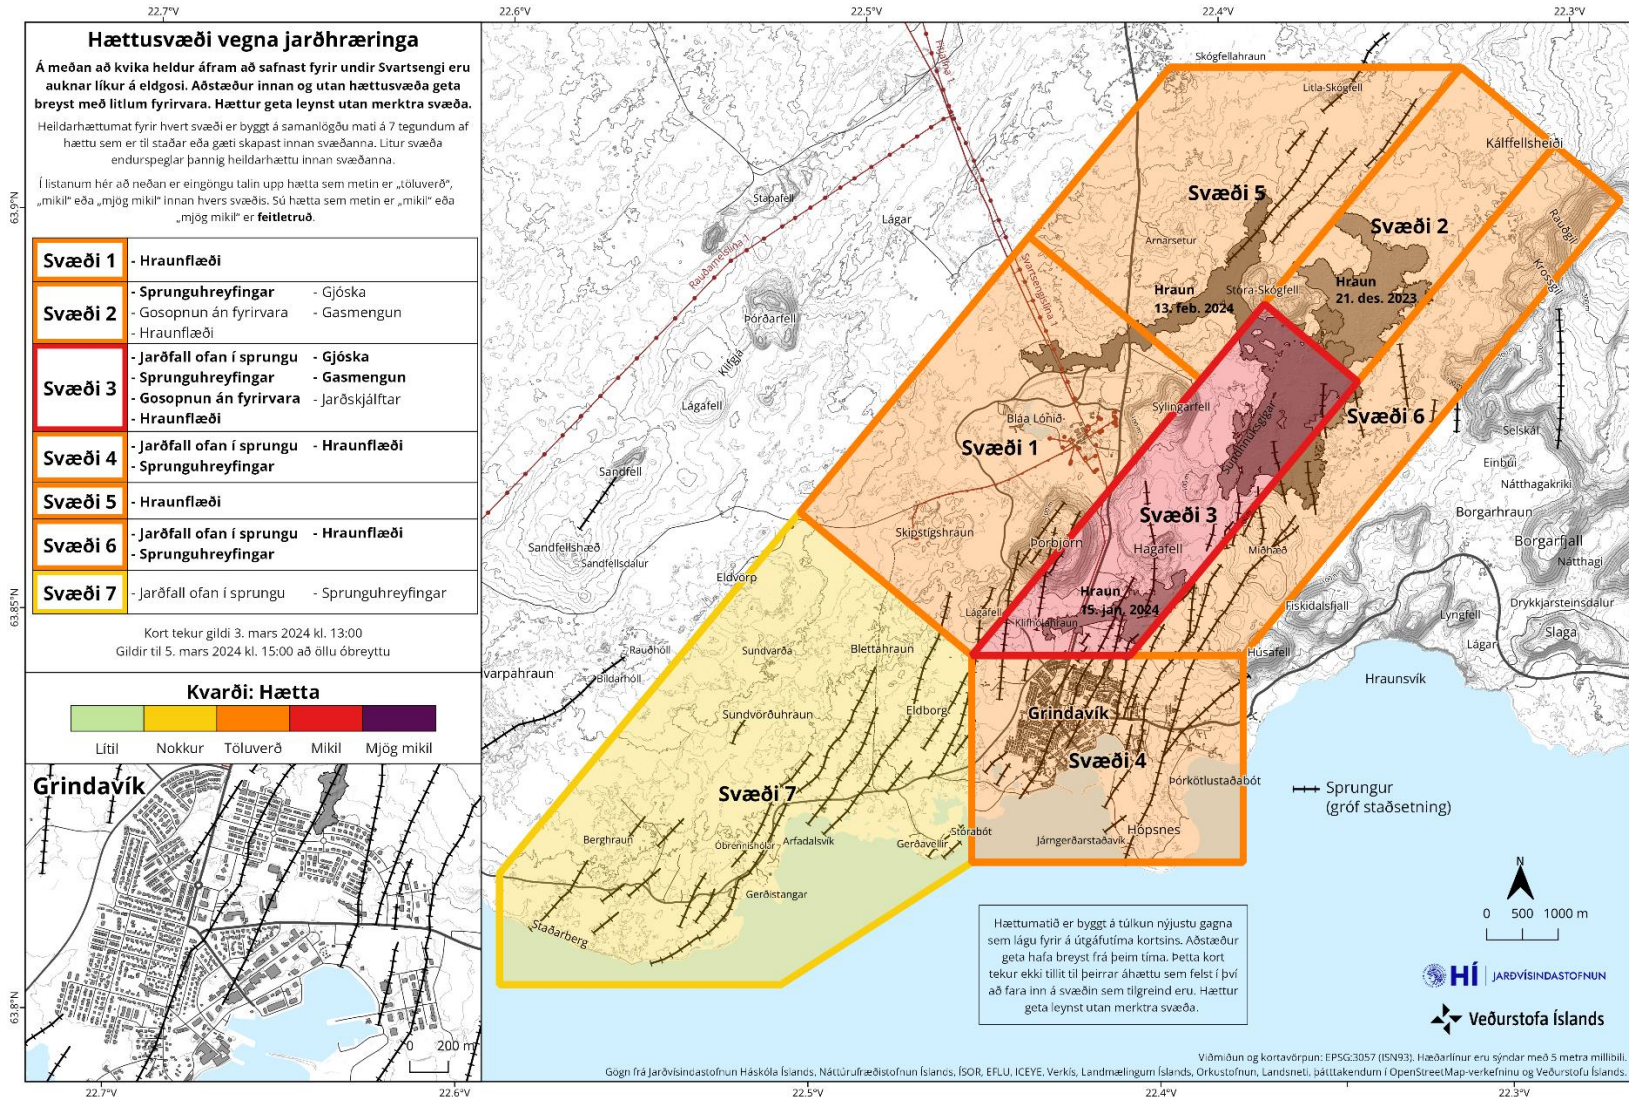 22.7°V
22.6°V
22.5°V
22.4°V
22.3°V
Hættusvæði vegna jarðhræringa
Á meðan að kvika heldur áfram að safnast fyrir undir Svartsengi eru
auknar líkur á eldgosi. Aðstæður innan og utan hættusvæða geta
breyst með litlum fyrirvara. Hættur geta leynst utan merktra svæða.
Heildarhættumat fyrir hvert svæði er byggt á samanlögðu mati á 7 tegundum af
hættu sem er til staðar eða gæti skapast innan svæðanna. Litur svæða
endurspeglar þannig heildarhættu innan svæðanna.
Í listanum hér að neðan er eingöngu talin upp hætta sem metin er „töluverð“,
„mikil“ eða „mjög mikil“ innan hvers svæðis. Sú hætta sem metin er „mikil“ eða
„mjög mikil“ er feitletruð.
Svæði 1
- Hraunflæði
Svæði 2
- Sprunguhreyfingar - Gjóska
- Gosopnun án fyrirvara - Gasmengun
- Hraunflæði
Svæði 3
- Jarðfall ofan í sprungu - Gjóska
- Sprunguhreyfingar - Gasmengun
- Gosopnun án fyrirvara - Jarðskjálftar
- Hraunflæði
Svæði 4
- Jarðfall ofan í sprungu - Hraunflæði
- Sprunguhreyfingar
Svæði 5
- Hraunflæði
Svæði 6
- Jarðfall ofan í sprungu - Hraunflæði
- Sprunguhreyfingar
Svæði 7
- Jarðfall ofan í sprungu - Sprunguhreyfingar
Kort tekur gildi 3. mars 2024 kl. 13:00
Gildir til 5. mars 2024 kl. 15:00 að öllu óbreyttu
Kvarði: Hætta
Lítil
Nokkur
Töluverð
Mikil
Mjög mikil
Grindavík
0 200 m
63.9°N
63.85°N
63.8°N
Skógfellahraun
Litla-Skógfell
Kálffellsheiði
Stapafell
Lágar
Svæði 5
Svæði 2
Arnarsetur
Rauðgil
Krossgil
Rauðamelslína 1
Svartsengislína 1
Hraun
13. feb. 2024
Stóra-Skógfell
Hraun
21. des. 2023
Þórðarfell
Klifgjá
Lágafell
Bláa Lónið
Sýlingarfell
Svæði 1
Svæði 6
Sundhnúksgígar
Selskál
Einbúi
Nátthagakriki
Borgarhraun
Borgarfjall
Nátthagi
Sandfell
Svæði 3
Skipstígshraun
Þorbjörn
Hagafell
Miðhæð
Sandfellshæð
Sandfellsdalur
Eldvörp
Hraun
15. jan. 2024
Lágafell
Klifhólahraun
Fiskidalsfjall
Lyngfell
Drykkjarsteinsdalur
Slaga
Lágar
Húsafell
Hraunsvík
Rauðhóll
Sundvarða
Blettahraun
varpahraun
Bildarhóll
Sundvörðuhraun
Eldborg
Grindavík
Svæði 4
Þórkötlustaðabót
Sprungur
(gróf staðsetning)
Svæði 7
Berghraun
Óbrennishólar
Arfadalsvík
Gerðavellir
Stórabót
Járngerðarstaðavík
Hópsnes
Gerðistangar
Staðarberg
Hættumatið er byggt á túlkun nýjustu gagna
sem lágu fyrir á útgáfutíma kortsins. Aðstæður
geta hafa breyst frá þeim tíma. Þetta kort
tekur ekki tillit til þeirrar áhættu sem felst í því
að fara inn á svæðin sem tilgreind eru. Hættur
geta leynst utan merktra svæða.
N
0 500 1000 m
HÍ JARÐVÍSINDASTOFNUN
Veðurstofa Íslands
Viðmiðun og kortavörpun: EPSG:3057 (ISN93). Hæðarlínur eru sýndar með 5 metra millibili.
Gögn frá Jarðvísindastofnun Háskóla Íslands, Náttúrufræðistofnun Íslands, ÍSOR, EFLU, ICEYE, Verkís, Landmælingum Íslands, Orkustofnun, Landsneti, þátttakendum í OpenStreetMap-verkefninu og Veðurstofu Íslands.
22.7°V
22.6°V
22.5°V
22.4°V
22.3°V